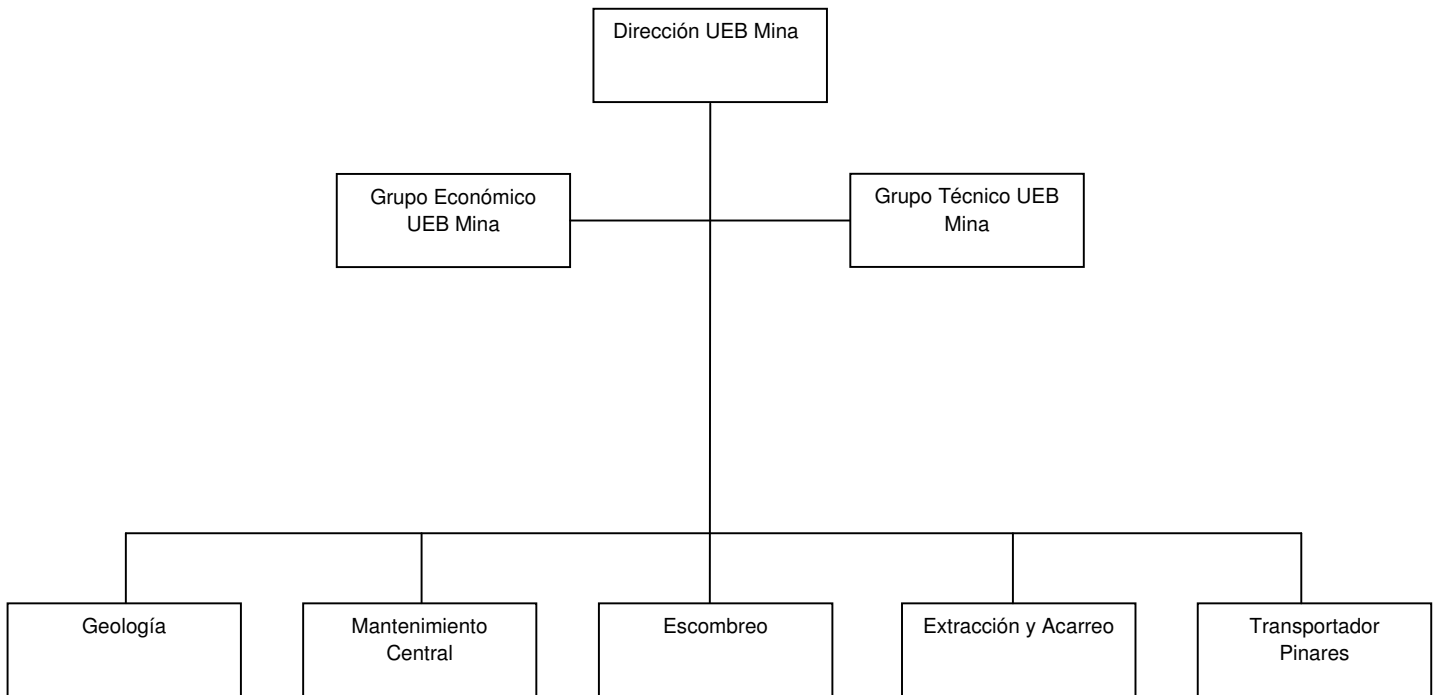 Dirección UEB Mina
Grupo Económico
UEB Mina
Grupo Técnico UEB
Mina
Geología
Mantenimiento
Central
Escombreo
Extracción y Acarreo
Transportador
Pinares